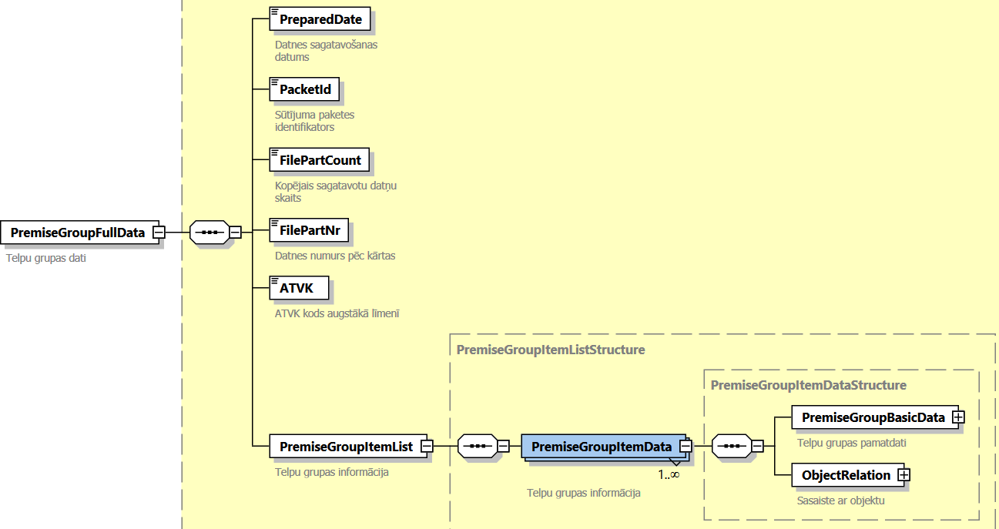 PreparedDate
Datnes sagatavošanas
datums
PacketId
Sūtījuma paketes
identifikators
FilePartCount
Kopējais sagatavotu datņu
skaits
PremiseGroupFullData
Telpu grupas dati
FilePartNr
Datnes numurs pēc kārtas
ATVK
ATVK kods augstākā līmenī
PremiseGroupItemListStructure
PremiseGroupItemDataStructure
PremiseGroupItemList
Telpu grupas informācija
PremiseGroupItemData
1..∞
Telpu grupas informācija
PremiseGroupBasicData
Telpu grupas pamatdati
ObjectRelation
Sasaiste ar objektu